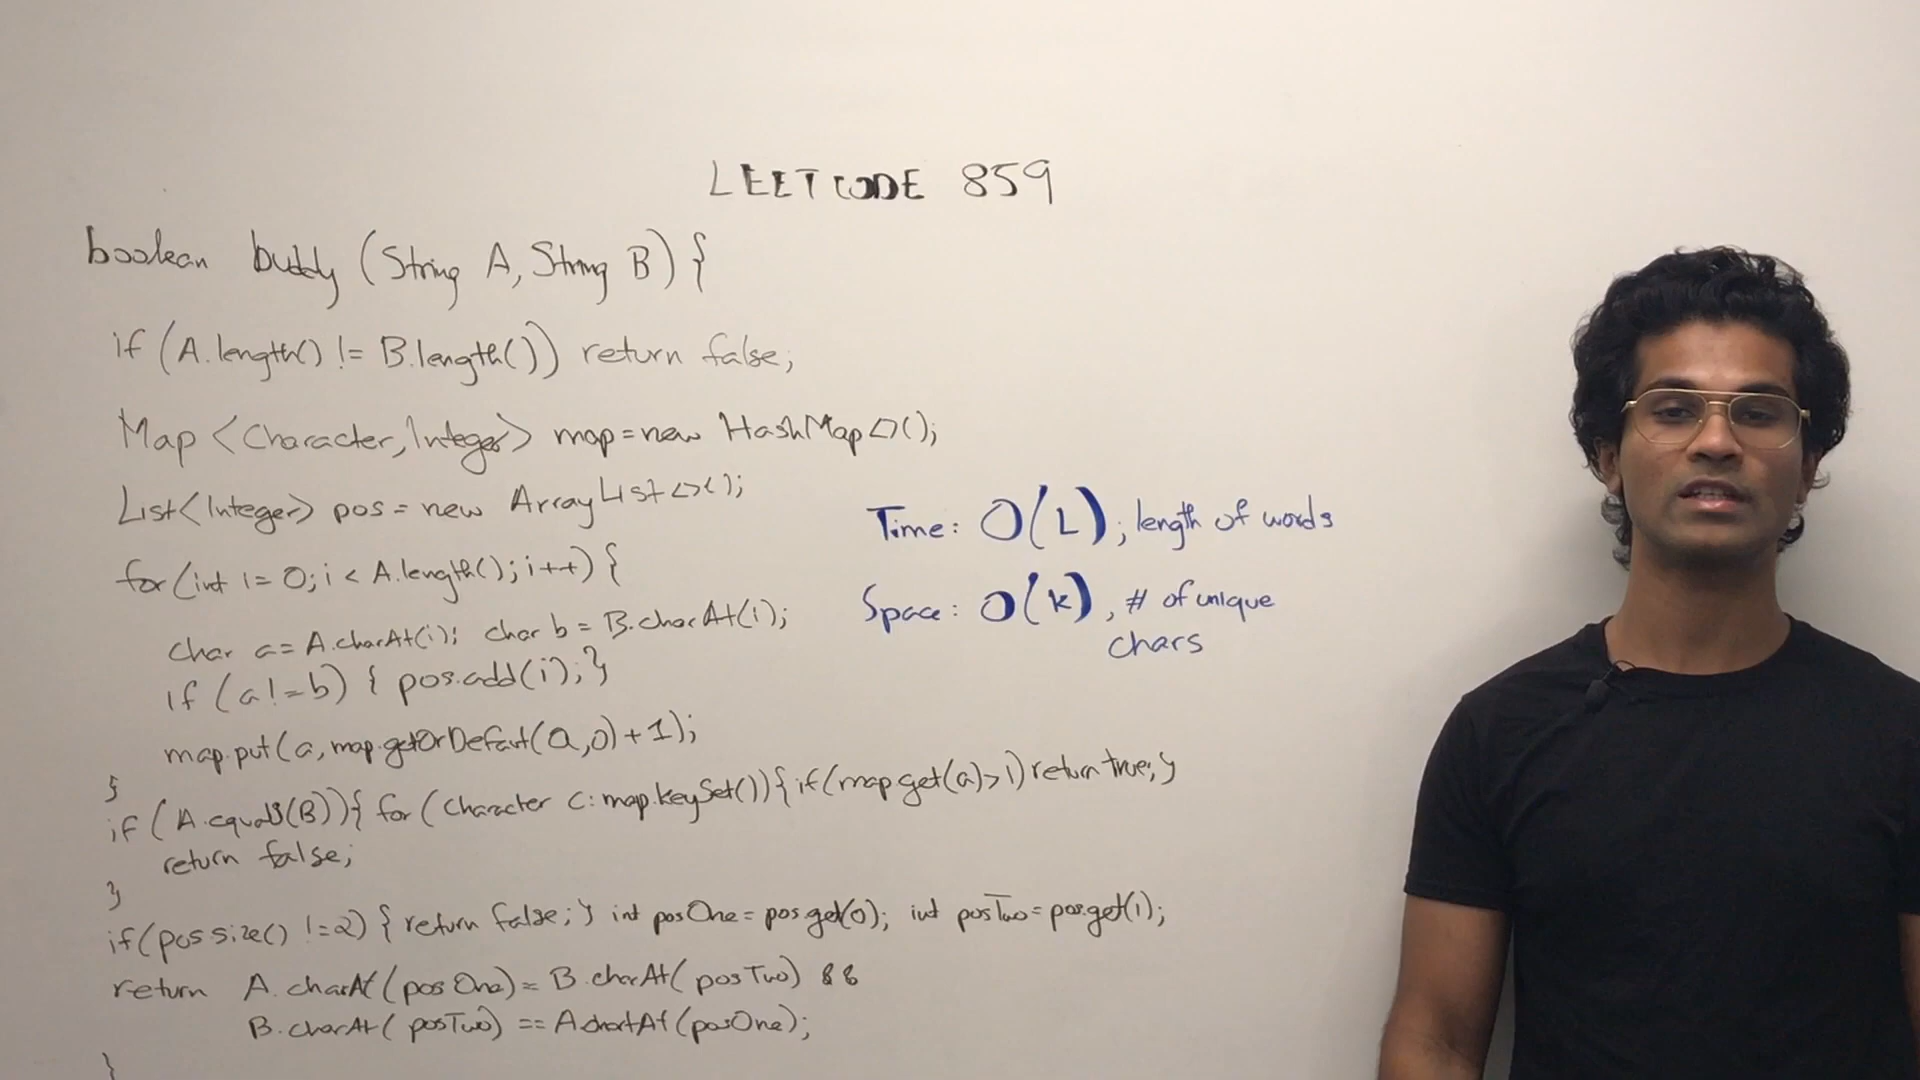 LEETCODE 859
boolean buddy (String A, String B) {
if (A.length() != B.length()) return false;
Map <Character, Integer> map = new HashMap<>();
List<Integer> pos = new ArrayList<>();
for (int i = 0; i < A.length(); i++) {
char a = A.charAt(i); char b = B.charAt(i);
if (a != b) { pos.add(i); }
map.put(a, map.getOrDefaut(a, 0) + 1);
}
if (A.equals(B)) { for (Character c: map.keySet()) { if (map.get(a) > 1) return true; }
return false;
}
if (pos.size() != 2) { return false; } int posOne = pos.get(0); int posTwo = pos.get(1);
return A.charAt(posOne) = B.charAt(posTwo) &&
B.charAt(posTwo) == A.chartAt(posOne);
}
Time: O(L), length of words
Space: O(k), # of unique
chars